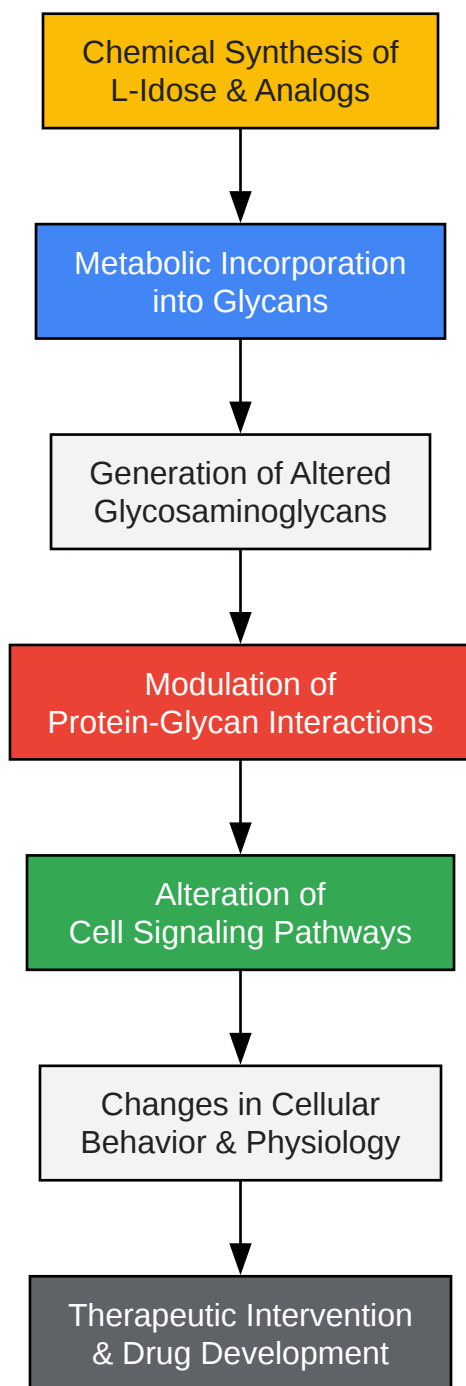 Chemical Synthesis of
L-Idose & Analogs
Metabolic Incorporation
into Glycans
Generation of Altered
Glycosaminoglycans
Modulation of
Protein-Glycan Interactions
Alteration of
Cell Signaling Pathways
Changes in Cellular
Behavior & Physiology
Therapeutic Intervention
& Drug Development